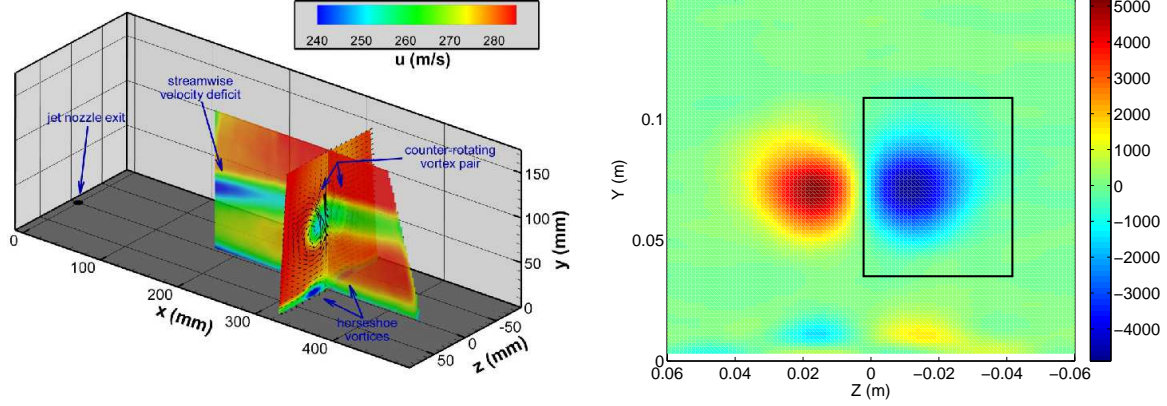 240 250 260 270 280
u (m/s)
streamwise
velocity deficit
jet nozzle exit
counter-rotating
vortex pair
horseshoe
vortices
0
100
200
300
400
x (mm)
50
0
-50
z (mm)
0
50
100
150
y (mm)
0.1
0.05
0
Y (m)
0.06 0.04 0.02 0 −0.02 −0.04 −0.06
Z (m)
5000
4000
3000
2000
1000
0
−1000
−2000
−3000
−4000